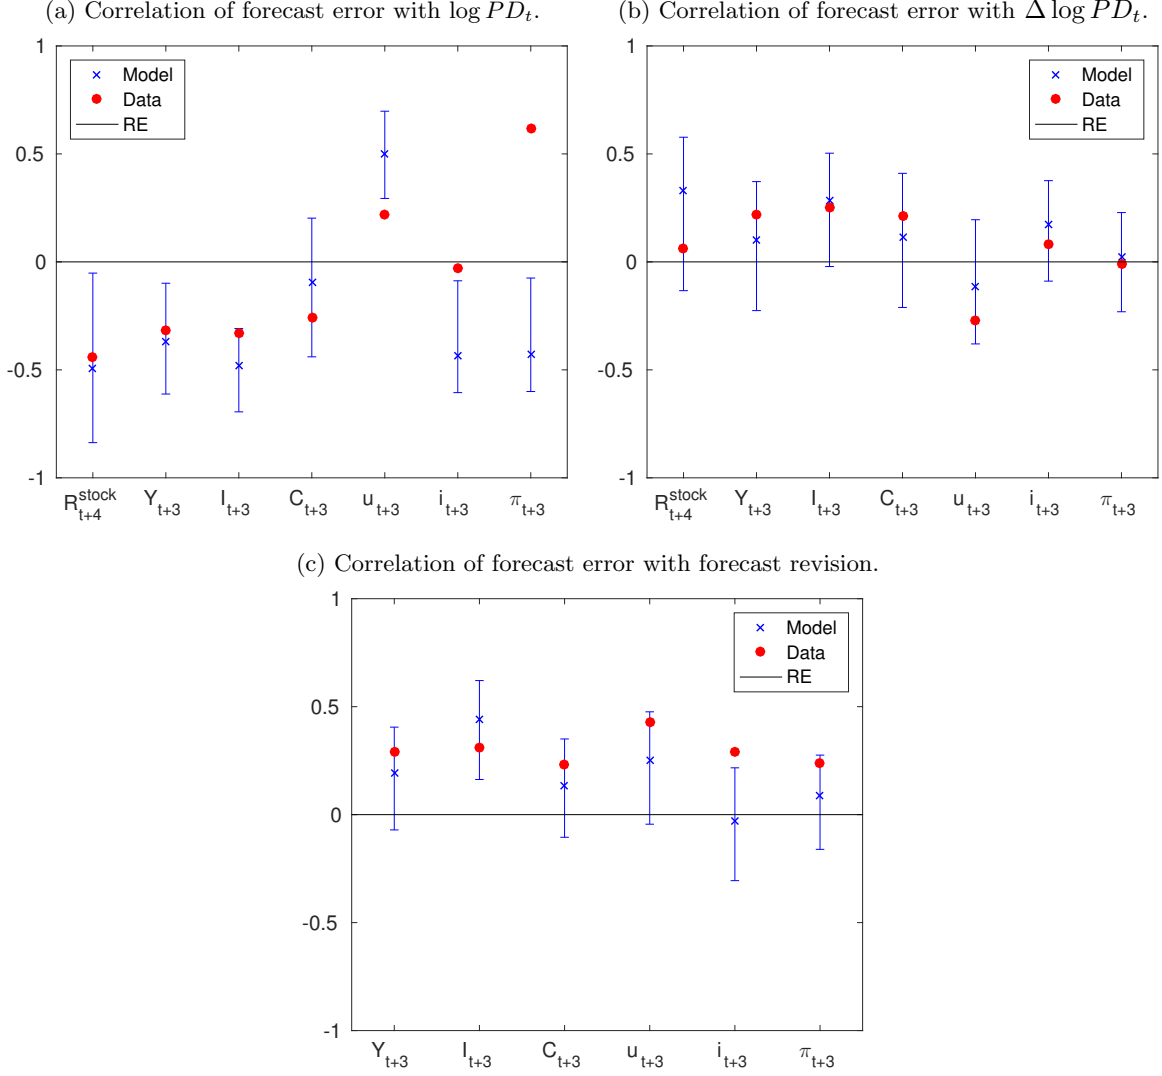 (a) Correlation of forecast error with log PD_t.
1
0.5
0
-0.5
-1
Model
Data
RE
R^stock_t+4 Y_t+3 I_t+3 C_t+3 u_t+3 i_t+3 π_t+3
(b) Correlation of forecast error with Δ log PD_t.
1
0.5
0
-0.5
-1
Model
Data
RE
R^stock_t+4 Y_t+3 I_t+3 C_t+3 u_t+3 i_t+3 π_t+3
(c) Correlation of forecast error with forecast revision.
1
0.5
0
-0.5
-1
Model
Data
RE
Y_t+3 I_t+3 C_t+3 u_t+3 i_t+3 π_t+3